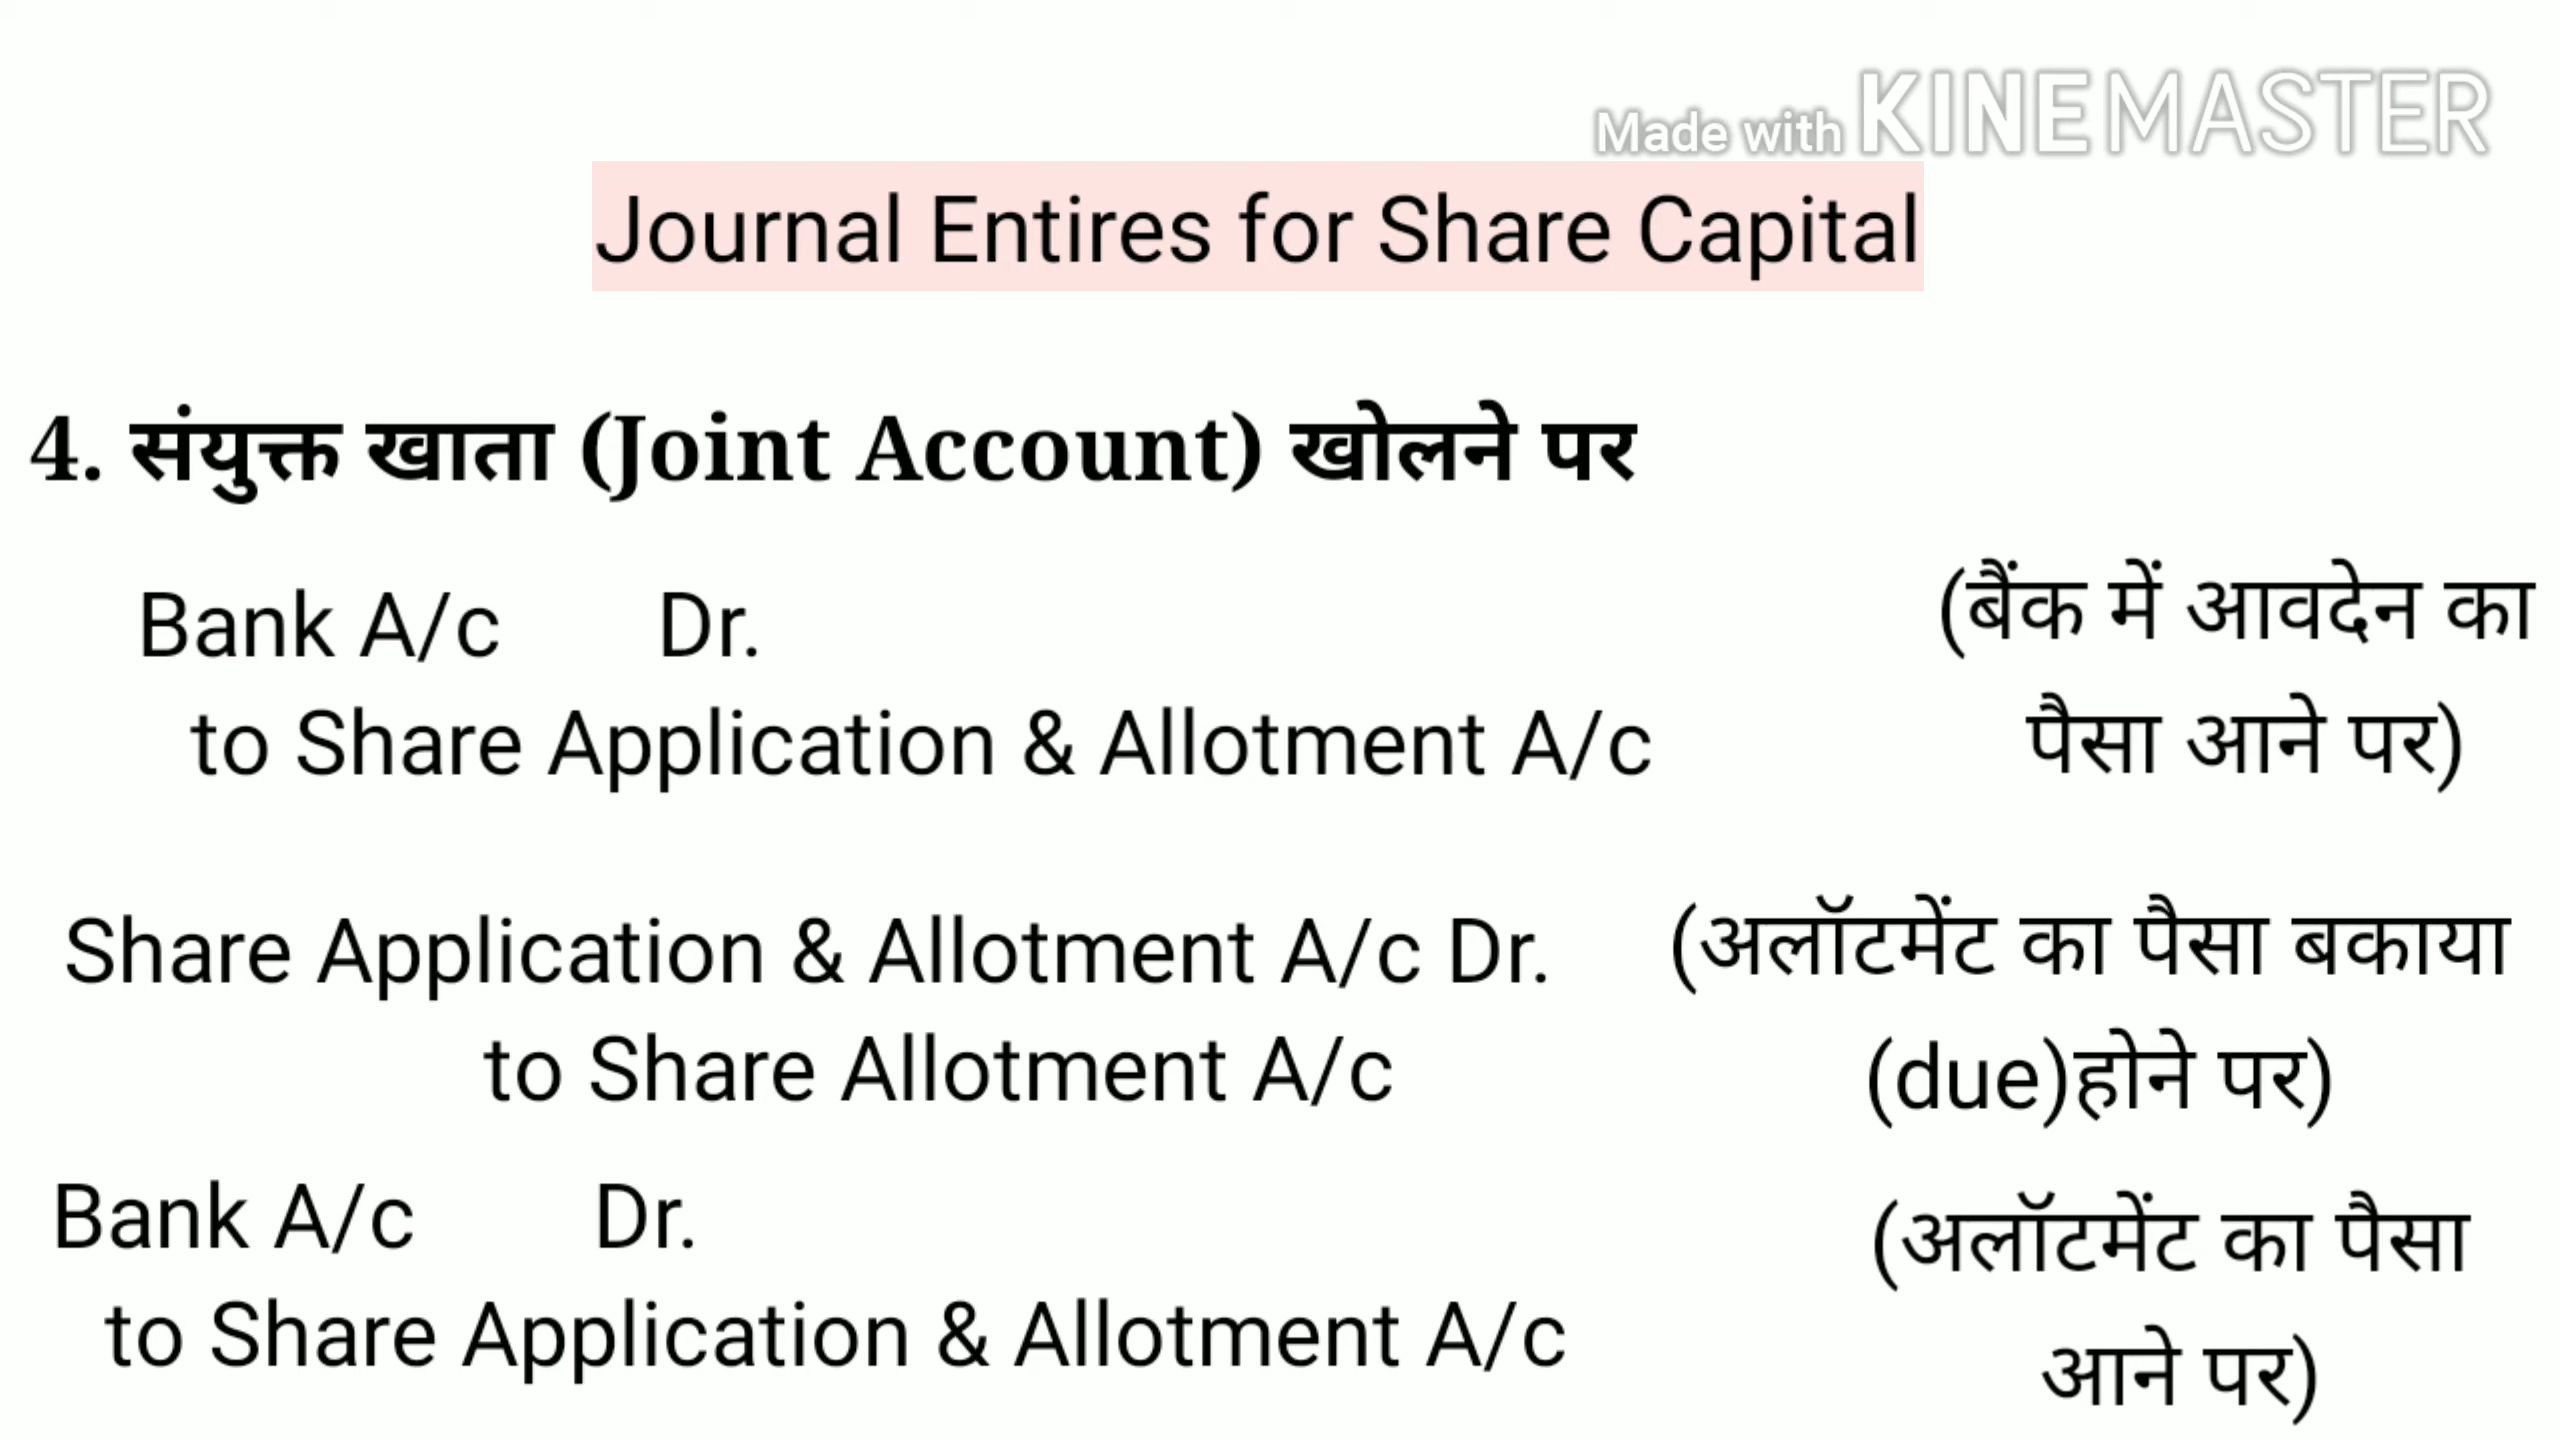 Made with KINEMASTER
Journal Entires for Share Capital
4. संयुक्त खाता (Joint Account) खोलने पर
Bank A/c Dr. (बैंक में आवदेन का
to Share Application & Allotment A/c पैसा आने पर)
Share Application & Allotment A/c Dr. (अलॉटमेंट का पैसा बकाया
to Share Allotment A/c (due)होने पर)
Bank A/c Dr. (अलॉटमेंट का पैसा
to Share Application & Allotment A/c आने पर)